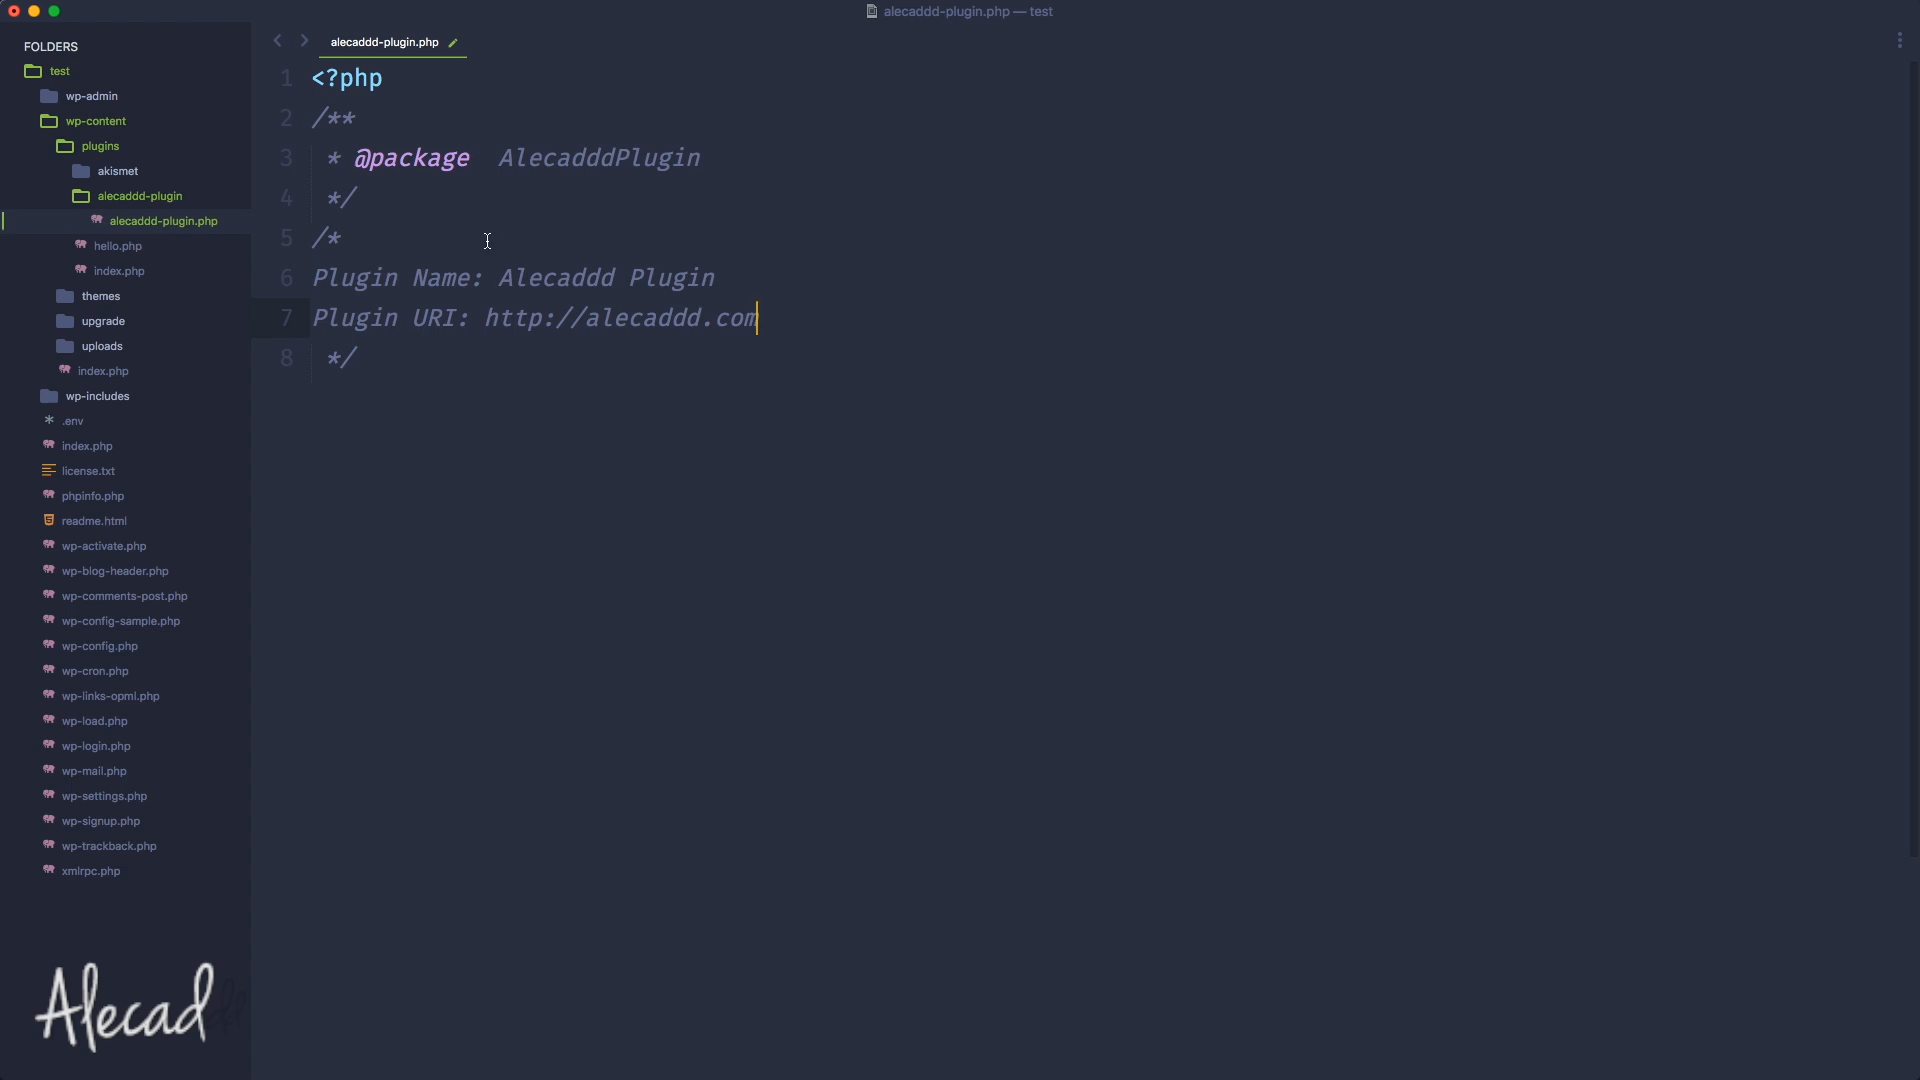 alecaddd-plugin.php — test
FOLDERS
test
wp-admin
wp-content
plugins
akismet
alecaddd-plugin
alecaddd-plugin.php
hello.php
index.php
themes
upgrade
uploads
index.php
wp-includes
.env
index.php
license.txt
phpinfo.php
readme.html
wp-activate.php
wp-blog-header.php
wp-comments-post.php
wp-config-sample.php
wp-config.php
wp-cron.php
wp-links-opml.php
wp-load.php
wp-login.php
wp-mail.php
wp-settings.php
wp-signup.php
wp-trackback.php
xmlrpc.php
Alecad
alecaddd-plugin.php
1 <?php
2 /**
3 * @package AlecadddPlugin
4 */
5 /*
6 Plugin Name: Alecaddd Plugin
7 Plugin URI: http://alecaddd.com
8 */